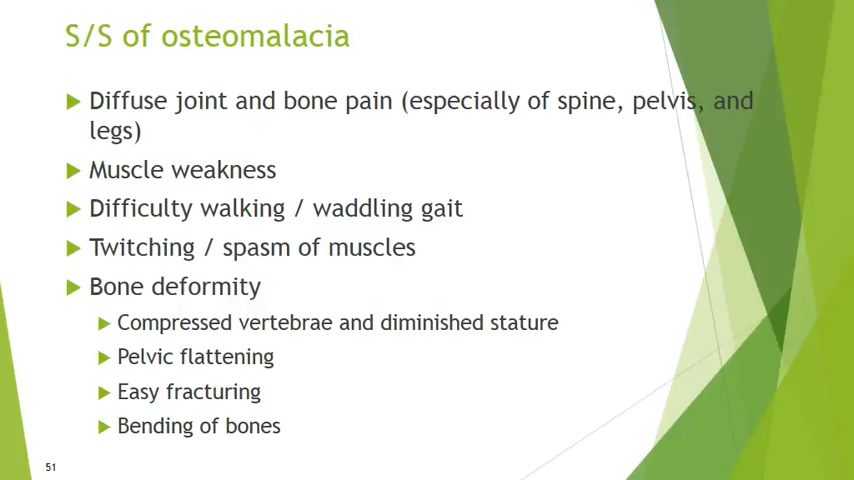 S/S of osteomalacia
Diffuse joint and bone pain (especially of spine, pelvis, and
legs)
Muscle weakness
Difficulty walking / waddling gait
Twitching / spasm of muscles
Bone deformity
Compressed vertebrae and diminished stature
Pelvic flattening
Easy fracturing
Bending of bones
51